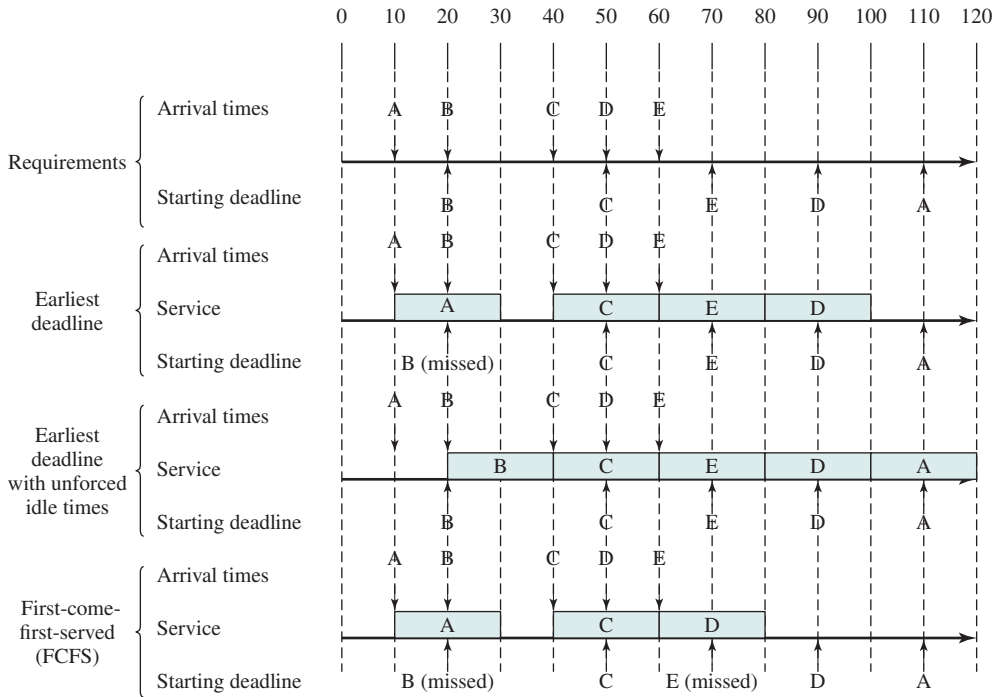 0 10 20 30 40 50 60 70 80 90 100 110 120
Arrival times A B C D E
Requirements
Starting deadline B C E D A
Arrival times A B C D E
Earliest
deadline
Service A C E D
Starting deadline B (missed) C E D A
Arrival times A B C D E
Earliest
deadline
with unforced
idle times
Service B C E D A
Starting deadline B C E D A
Arrival times A B C D E
First-come-
first-served
(FCFS)
Service A C D
Starting deadline B (missed) C E (missed) D A